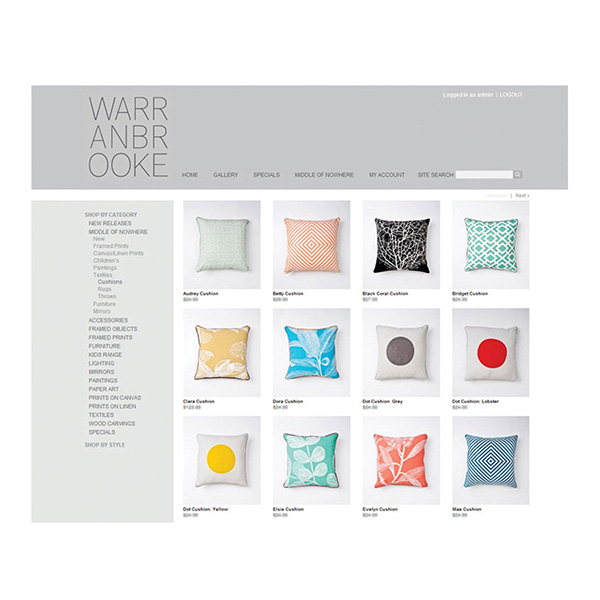 WARR
ANBR
OOKE
Logged in as admin | LOGOUT
HOME GALLERY SPECIALS MIDDLE OF NOWHERE MY ACCOUNT SITE SEARCH
| Next »
SHOP BY CATEGORY
NEW RELEASES
MIDDLE OF NOWHERE
New
Framed Prints
Canvas/Linen Prints
Children's
Paintings
Textiles
Cushions
Rugs
Throws
Furniture
Mirrors
ACCESSORIES
FRAMED OBJECTS
FRAMED PRINTS
FURNITURE
KIDS RANGE
LIGHTING
MIRRORS
PAINTINGS
PAPER ART
PRINTS ON CANVAS
PRINTS ON LINEN
TEXTILES
WOOD CARVINGS
SPECIALS
SHOP BY STYLE
Audrey Cushion
Betty Cushion
Black Coral Cushion
Bridget Cushion
Clara Cushion
Dora Cushion
Dot Cushion: Grey
Dot Cushion: Lobster
Dot Cushion: Yellow
Elsie Cushion
Evelyn Cushion
Mae Cushion